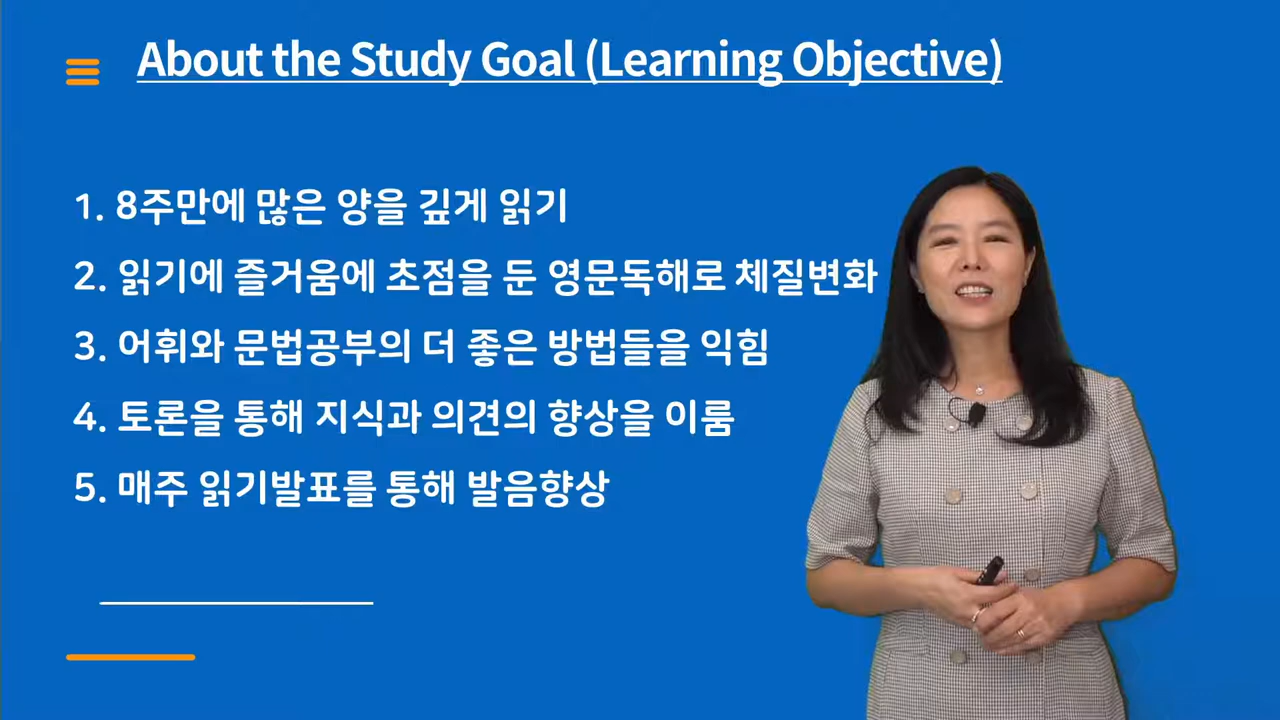 About the Study Goal (Learning Objective)
1. 8주만에 많은 양을 깊게 읽기
2. 읽기에 즐거움에 초점을 둔 영문독해로 체질변화
3. 어휘와 문법공부의 더 좋은 방법들을 익힘
4. 토론을 통해 지식과 의견의 향상을 이룸
5. 매주 읽기발표를 통해 발음향상